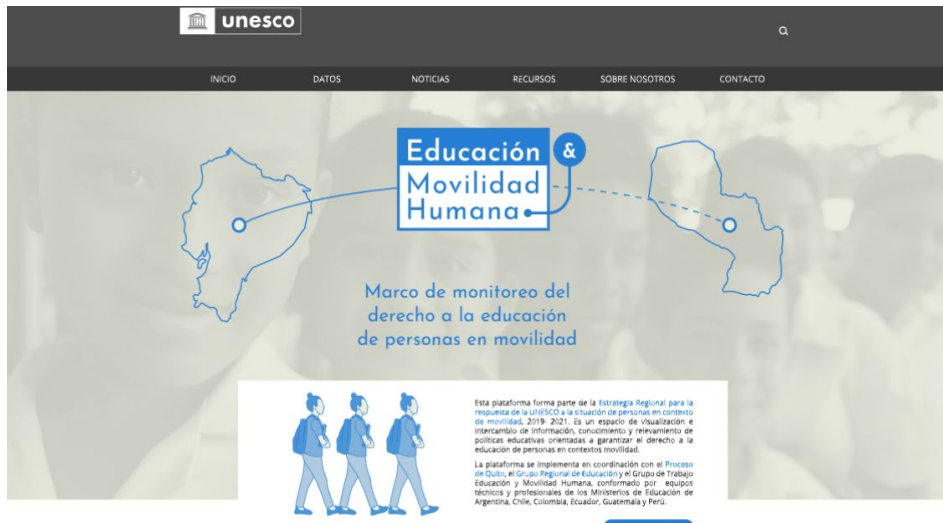 unesco
INICIO DATOS NOTICIAS RECURSOS SOBRE NOSOTROS CONTACTO
Educación &
Movilidad
Humana
Marco de monitoreo del
derecho a la educación
de personas en movilidad
Esta plataforma forma parte de la Estrategia Regional para la
respuesta de la UNESCO a la situación de personas en contexto
de movilidad, 2019- 2021. Es un espacio de visualización e
intercambio de información, conocimiento y relevamiento de
políticas educativas orientadas a garantizar el derecho a la
educación de personas en contextos movilidad.
La plataforma se implementa en coordinación con el Proceso
de Quito, el Grupo Regional de Educación y el Grupo de Trabajo
Educación y Movilidad Humana, conformado por equipos
técnicos y profesionales de los Ministerios de Educación de
Argentina, Chile, Colombia, Ecuador, Guatemala y Perú.